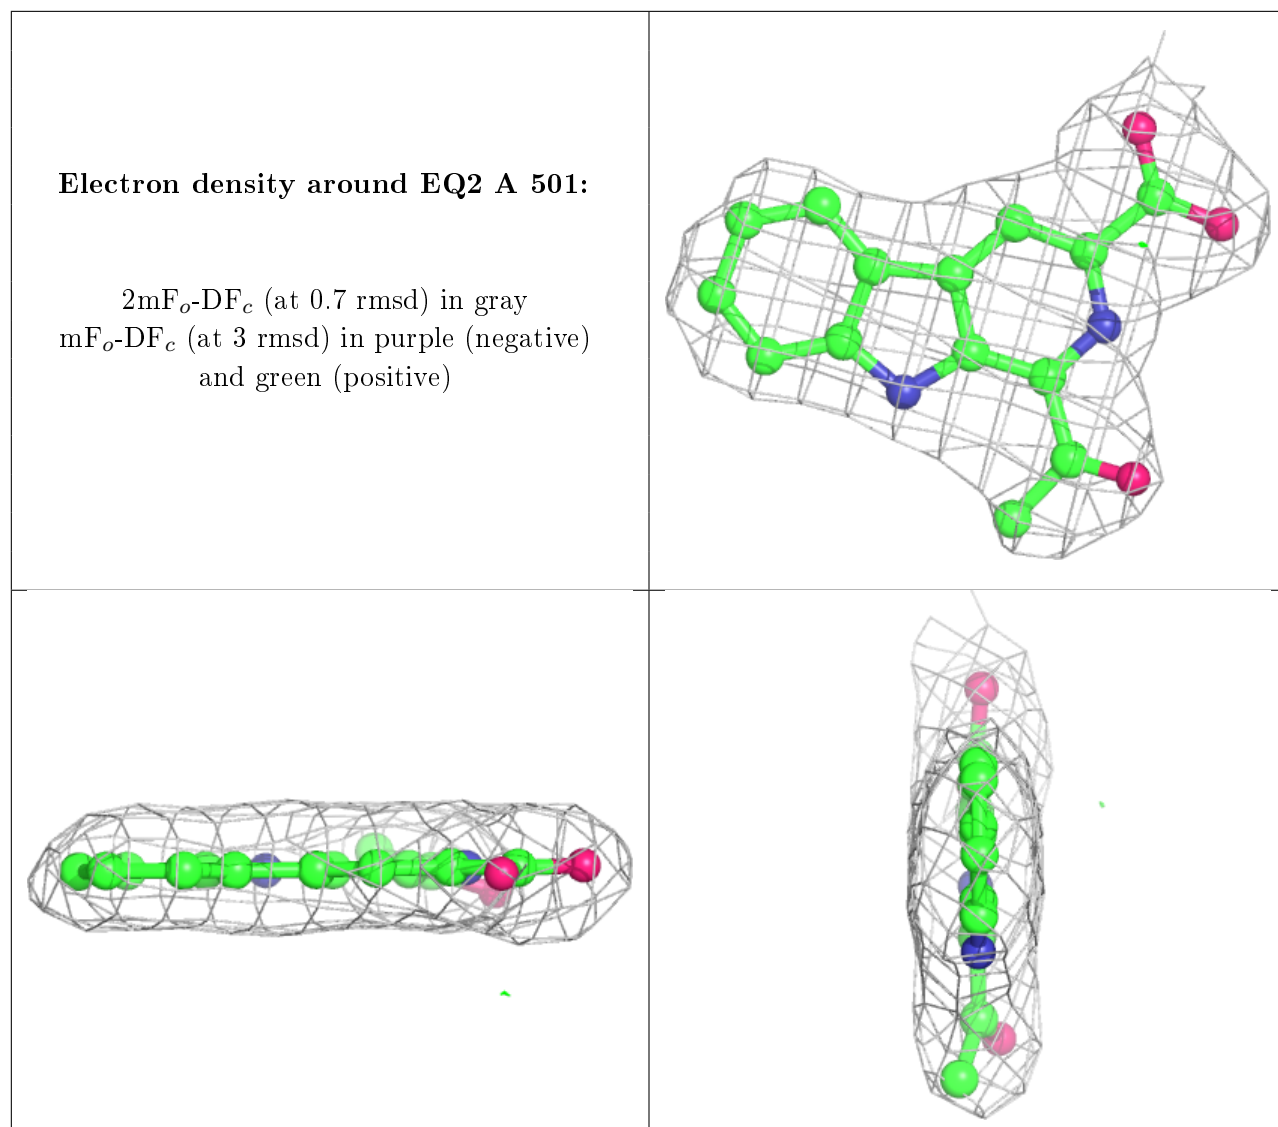 Electron density around EQ2 A 501:
2mFo-DFc (at 0.7 rmsd) in gray
mFo-DFc (at 3 rmsd) in purple (negative)
and green (positive)